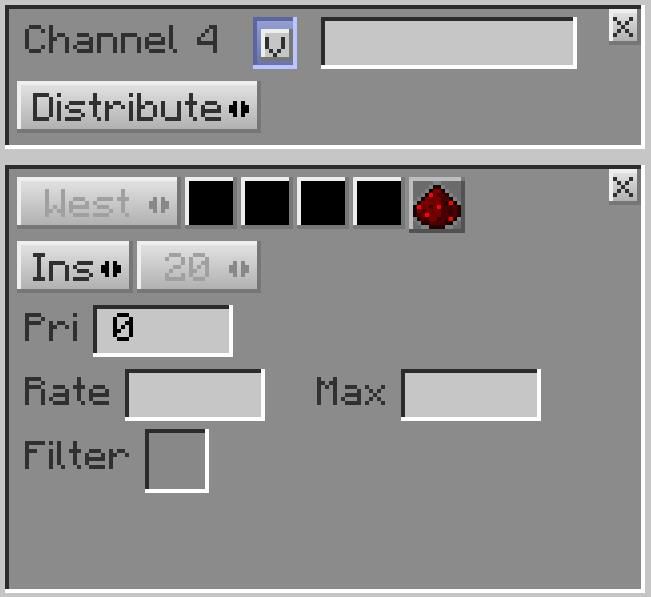 Channel 4 V X
Distribute
West X
Ins 20
Pri 0
Rate Max
Filter